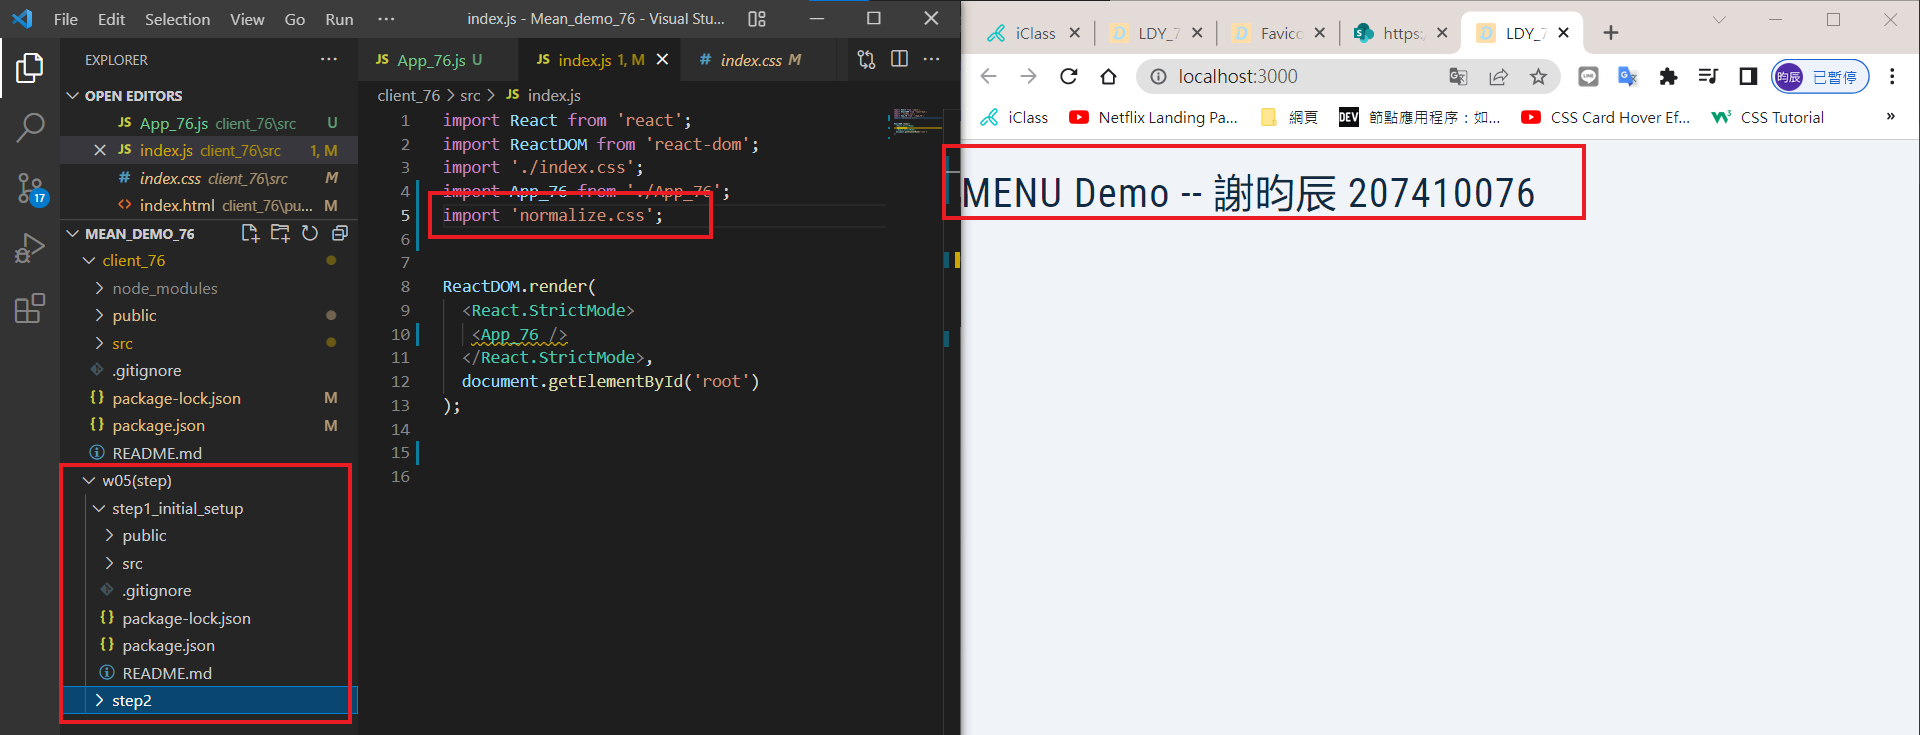 File Edit Selection View Go Run ··· index.js - Mean_demo_76 - Visual Stu...
EXPLORER ···
OPEN EDITORS
JS App_76.js client_76\src U
JS index.js client_76\src 1, M
# index.css client_76\src M
<> index.html client_76\pu... M
MEAN_DEMO_76
client_76
node_modules
public
src
.gitignore
{} package-lock.json M
{} package.json M
README.md
w05(step)
step1_initial_setup
public
src
.gitignore
{} package-lock.json
{} package.json
README.md
step2
17
JS App_76.js U JS index.js 1, M # index.css M ···
client_76 > src > JS index.js
1 import React from 'react';
2 import ReactDOM from 'react-dom';
3 import './index.css';
4 import App_76 from './App_76';
5 import 'normalize.css';
6
7
8 ReactDOM.render(
9 <React.StrictMode>
10 <App_76 />
11 </React.StrictMode>,
12 document.getElementById('root')
13 );
14
15
16
iClass LDY_7 Favico https: LDY_7
localhost:3000 昀辰 已暫停
iClass Netflix Landing Pa... 網頁 DEV 節點應用程序：如... CSS Card Hover Ef... CSS Tutorial »
MENU Demo -- 謝昀辰 207410076